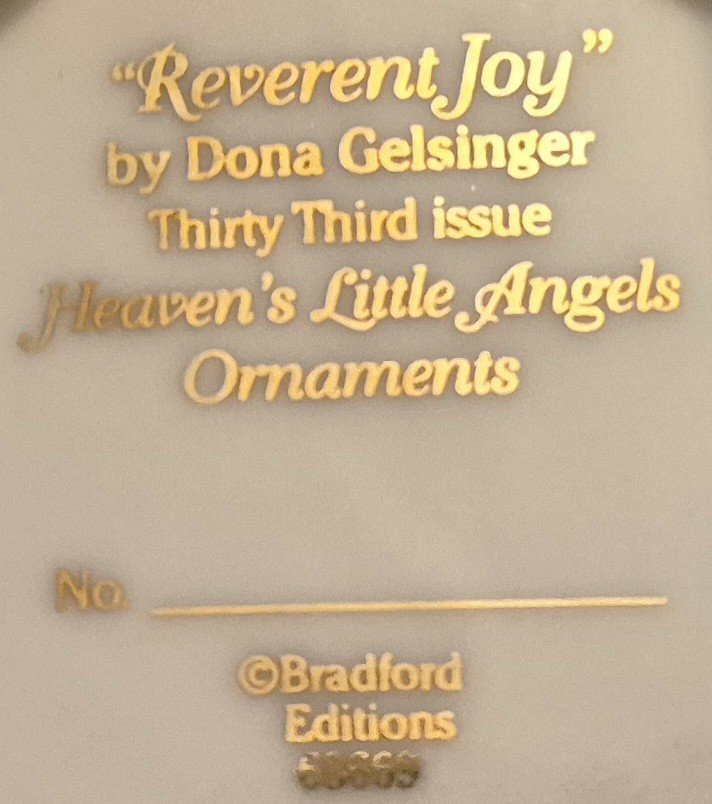 “Reverent Joy”
by Dona Gelsinger
Thirty Third issue
Heaven's Little Angels
Ornaments
No.
©Bradford
Editions